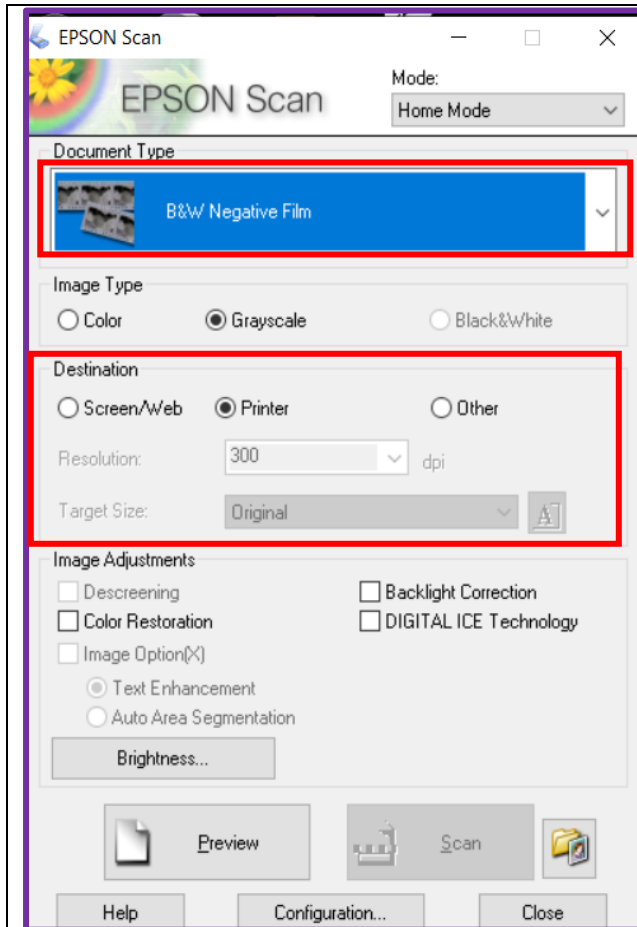 EPSON Scan
EPSON Scan
Mode:
Home Mode
Document Type
B&W Negative Film
Image Type
Color Grayscale Black&White
Destination
Screen/Web Printer Other
Resolution: 300 dpi
Target Size: Original A
Image Adjustments
Descreening Backlight Correction
Color Restoration DIGITAL ICE Technology
Image Option(X)
Text Enhancement
Auto Area Segmentation
Brightness...
Preview Scan
Help Configuration... Close